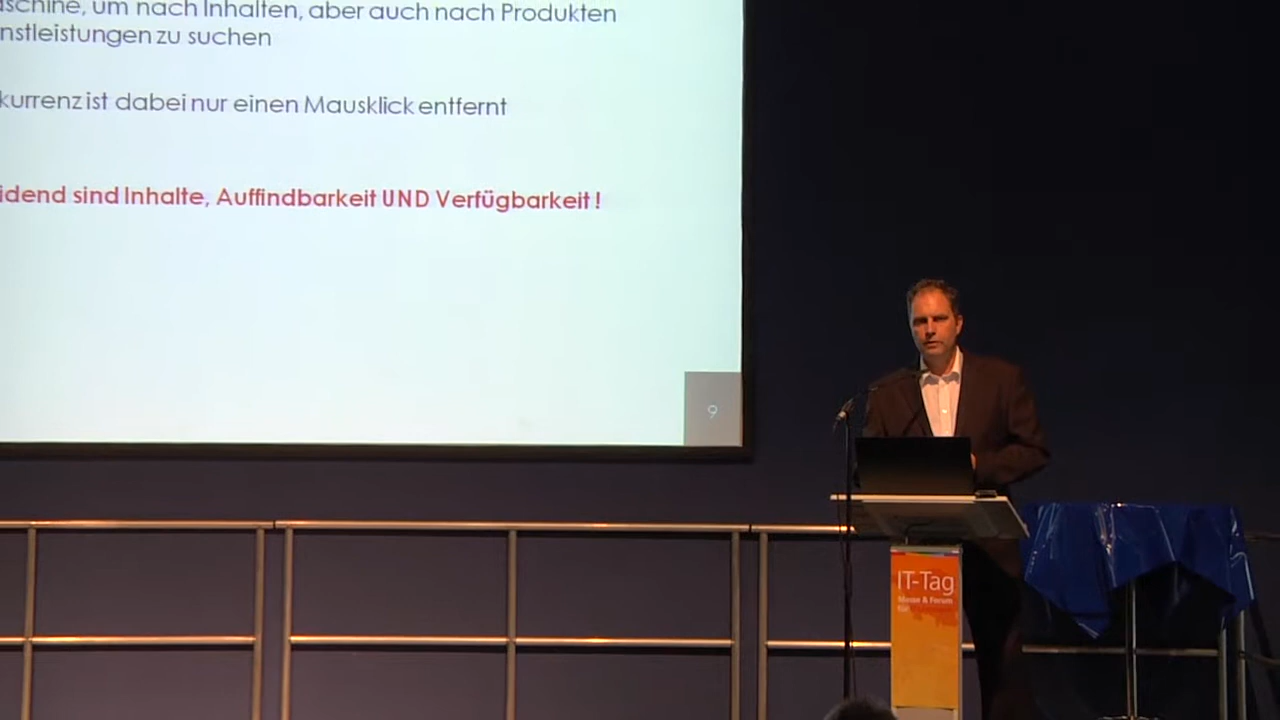 aschine, um nach Inhalten, aber auch nach Produkten
nstleistungen zu suchen
kurrenz ist dabei nur einen Mausklick entfernt
idend sind Inhalte, Auffindbarkeit UND Verfügbarkeit !
9
IT-Tag
Messe & Forum
für